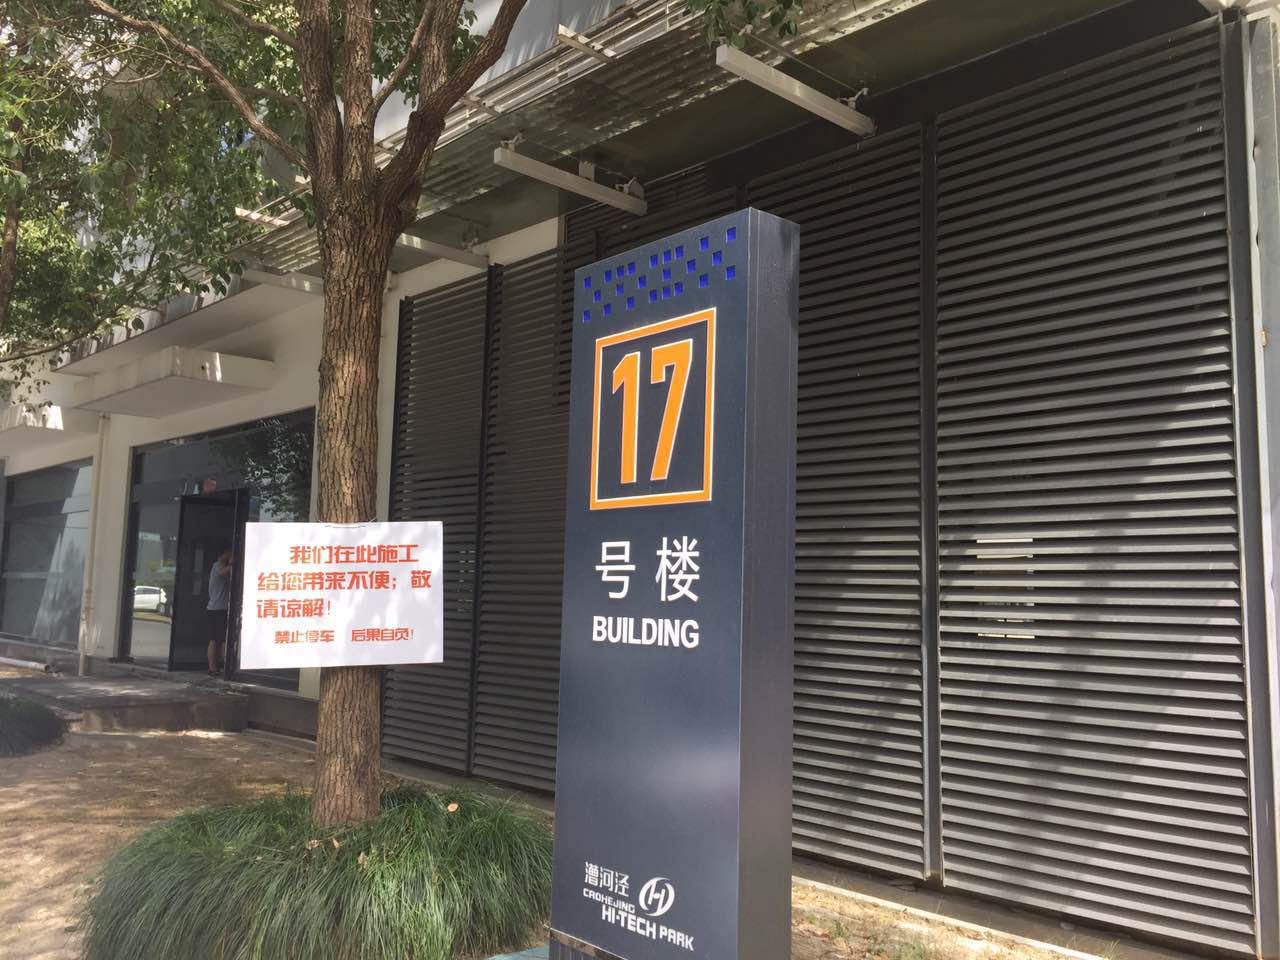 我们在此施工
给您带来不便；敬
请谅解！
禁止停车 后果自负！
17
号楼
BUILDING
漕河泾
CAOHEJING
HI-TECH PARK